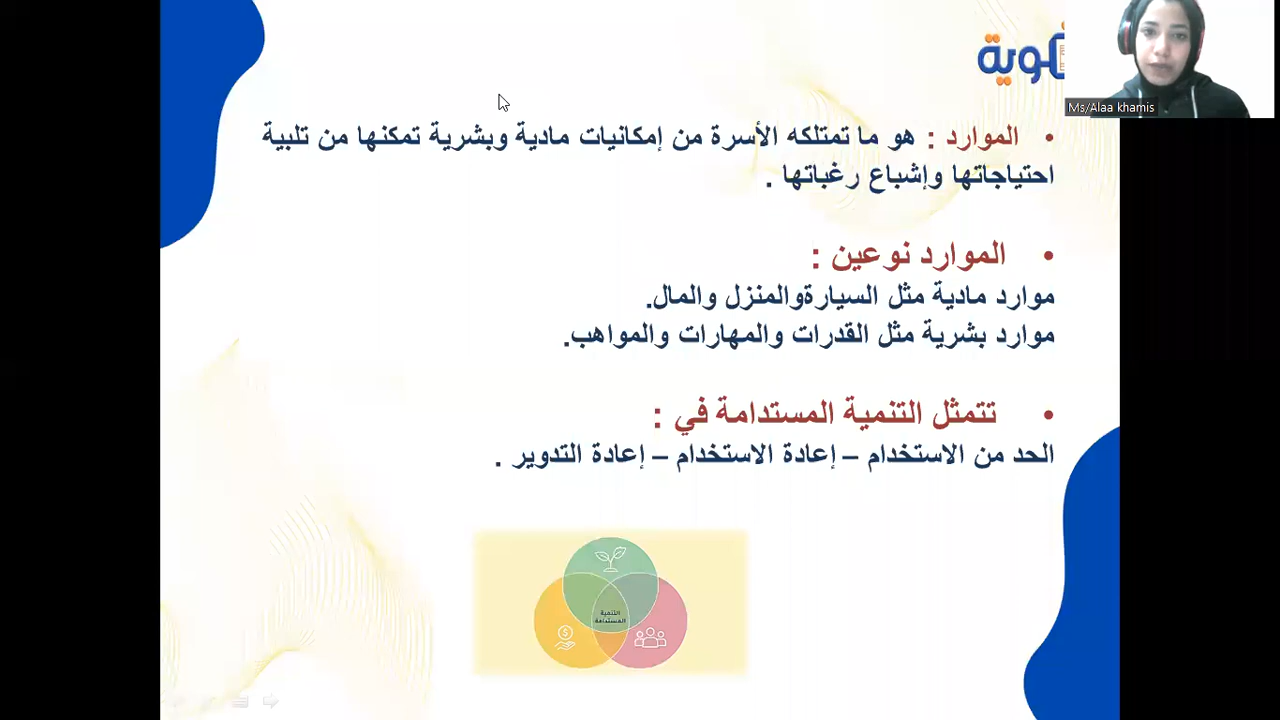 Ms/Alaa khamis
• الموارد : هو ما تمتلكه الأسرة من إمكانيات مادية وبشرية تمكنها من تلبية
احتياجاتها وإشباع رغباتها .
• الموارد نوعين :
موارد مادية مثل السيارةوالمنزل والمال.
موارد بشرية مثل القدرات والمهارات والمواهب.
• تتمثل التنمية المستدامة في :
الحد من الاستخدام – إعادة الاستخدام – إعادة التدوير .
التنمية
المستدامة